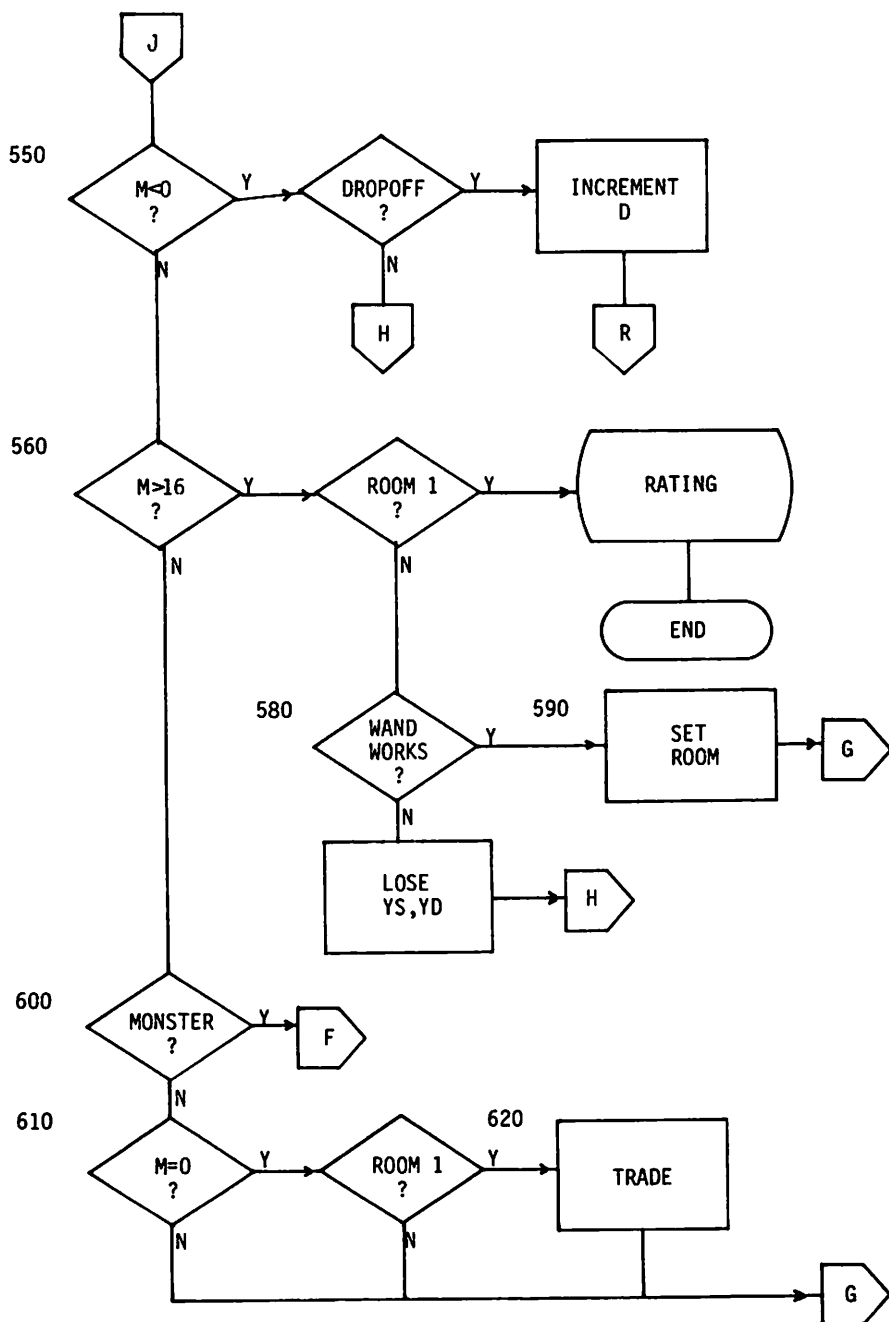 J
550
M<0
?
Y
DROPOFF
?
Y
INCREMENT
D
N
N
H
R
560
M>16
?
Y
ROOM 1
?
Y
RATING
N
N
END
580
WAND
WORKS
?
Y
590
SET
ROOM
G
N
LOSE
YS,YD
H
600
MONSTER
?
Y
F
N
610
M=0
?
Y
ROOM 1
?
Y
620
TRADE
N
N
G